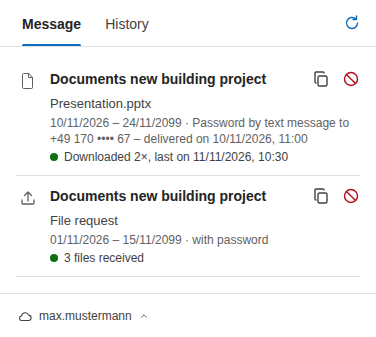 Message
History
Documents new building project
Presentation.pptx
10/11/2026 – 24/11/2099 · Password by text message to
+49 170 •••• 67 – delivered on 10/11/2026, 11:00
Downloaded 2×, last on 11/11/2026, 10:30
Documents new building project
File request
01/11/2026 – 15/11/2099 · with password
3 files received
max.mustermann